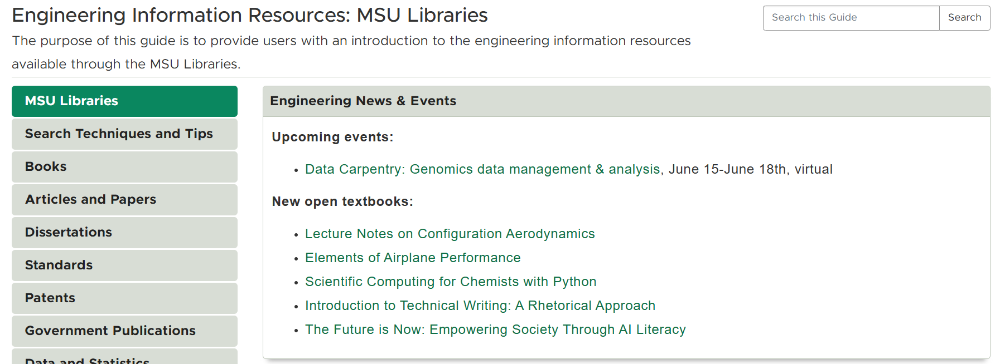 Engineering Information Resources: MSU Libraries
Search this Guide
Search
The purpose of this guide is to provide users with an introduction to the engineering information resources
available through the MSU Libraries.
MSU Libraries
Search Techniques and Tips
Books
Articles and Papers
Dissertations
Standards
Patents
Government Publications
Data and Statistics
Engineering News & Events
Upcoming events:
• Data Carpentry: Genomics data management & analysis, June 15-June 18th, virtual
New open textbooks:
• Lecture Notes on Configuration Aerodynamics
• Elements of Airplane Performance
• Scientific Computing for Chemists with Python
• Introduction to Technical Writing: A Rhetorical Approach
• The Future is Now: Empowering Society Through AI Literacy